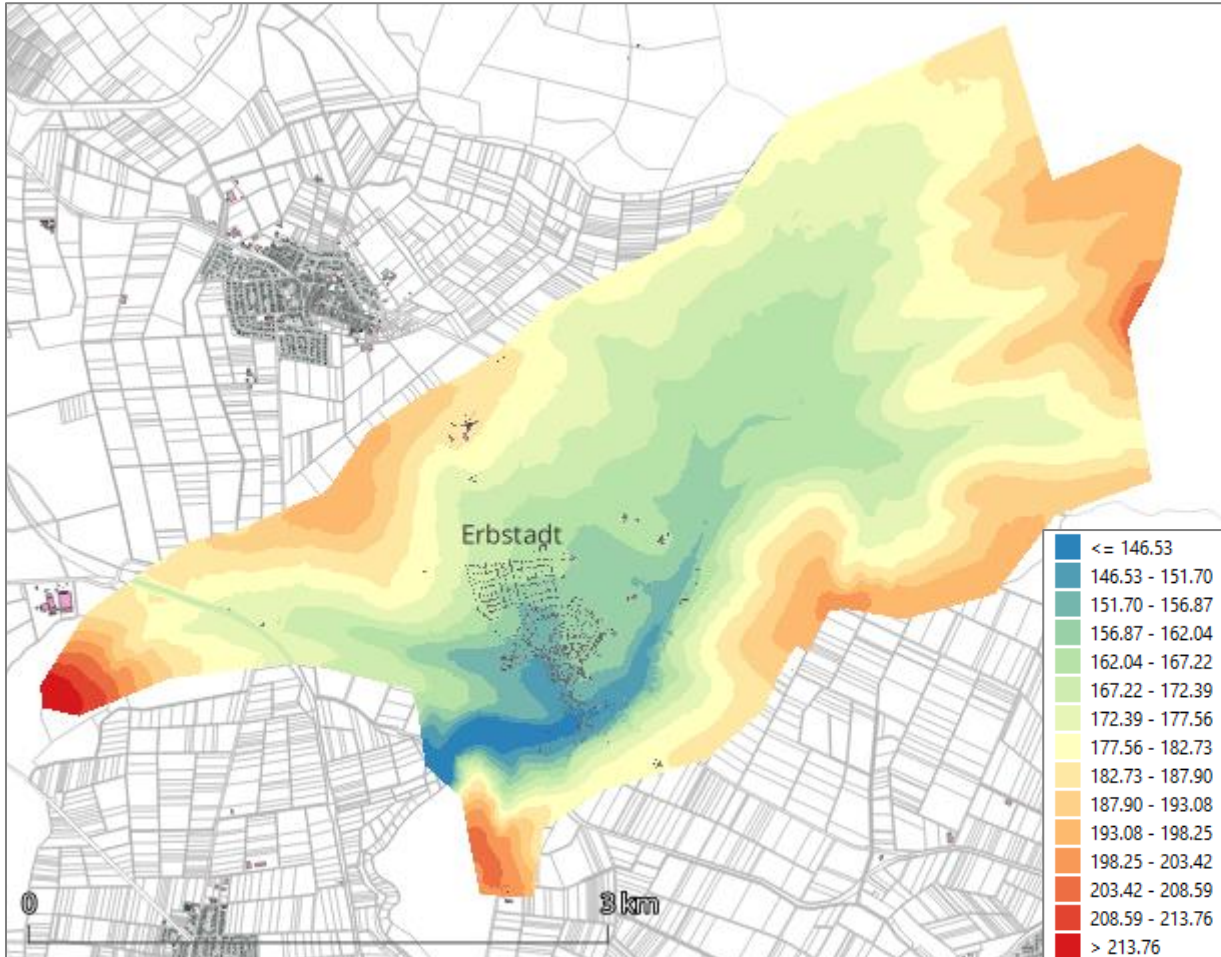 Erbstadt
<= 146.53
146.53 - 151.70
151.70 - 156.87
156.87 - 162.04
162.04 - 167.22
167.22 - 172.39
172.39 - 177.56
177.56 - 182.73
182.73 - 187.90
187.90 - 193.08
193.08 - 198.25
198.25 - 203.42
203.42 - 208.59
208.59 - 213.76
> 213.76
0 3 km